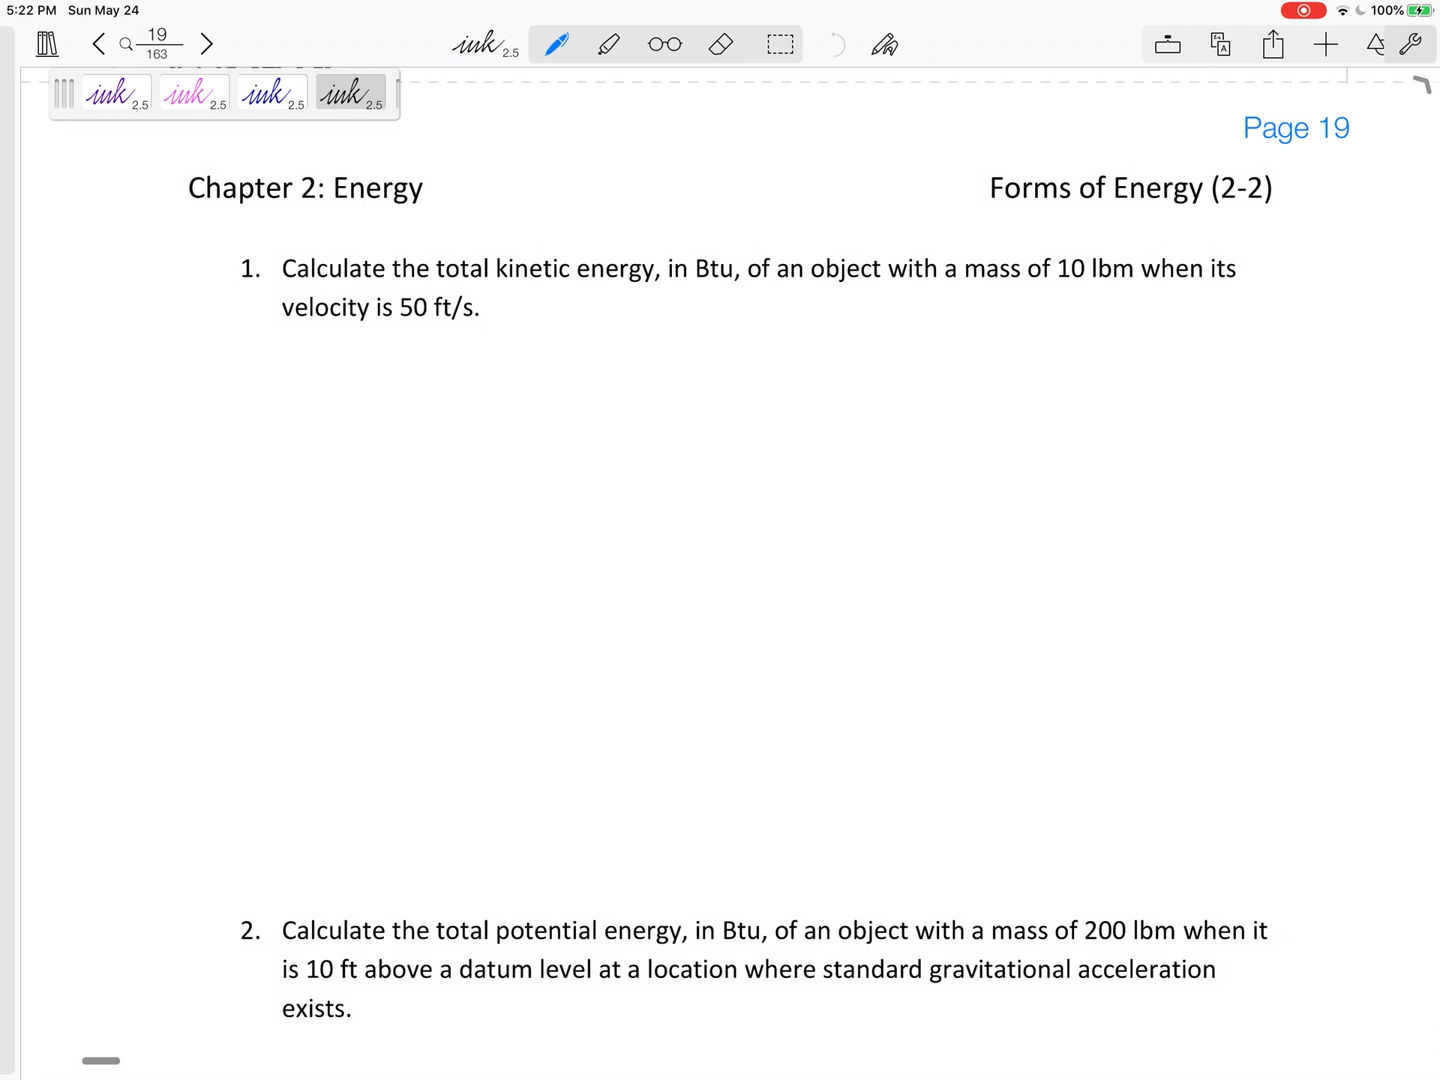 5:22 PM Sun May 24
100%
19
163
ink 2.5
ink 2.5
ink 2.5
ink 2.5
ink 2.5
Page 19
Chapter 2: Energy
Forms of Energy (2-2)
1. Calculate the total kinetic energy, in Btu, of an object with a mass of 10 lbm when its
velocity is 50 ft/s.
2. Calculate the total potential energy, in Btu, of an object with a mass of 200 lbm when it
is 10 ft above a datum level at a location where standard gravitational acceleration
exists.